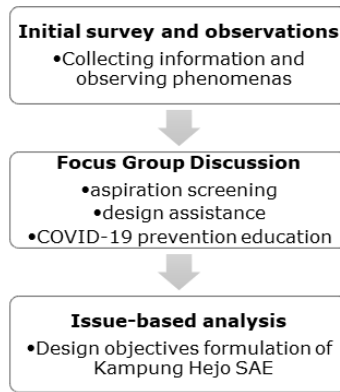 Initial survey and observations
•Collecting information and
observing phenomenas
Focus Group Discussion
•aspiration screening
•design assistance
•COVID-19 prevention education
Issue-based analysis
•Design objectives formulation of
Kampung Hejo SAE